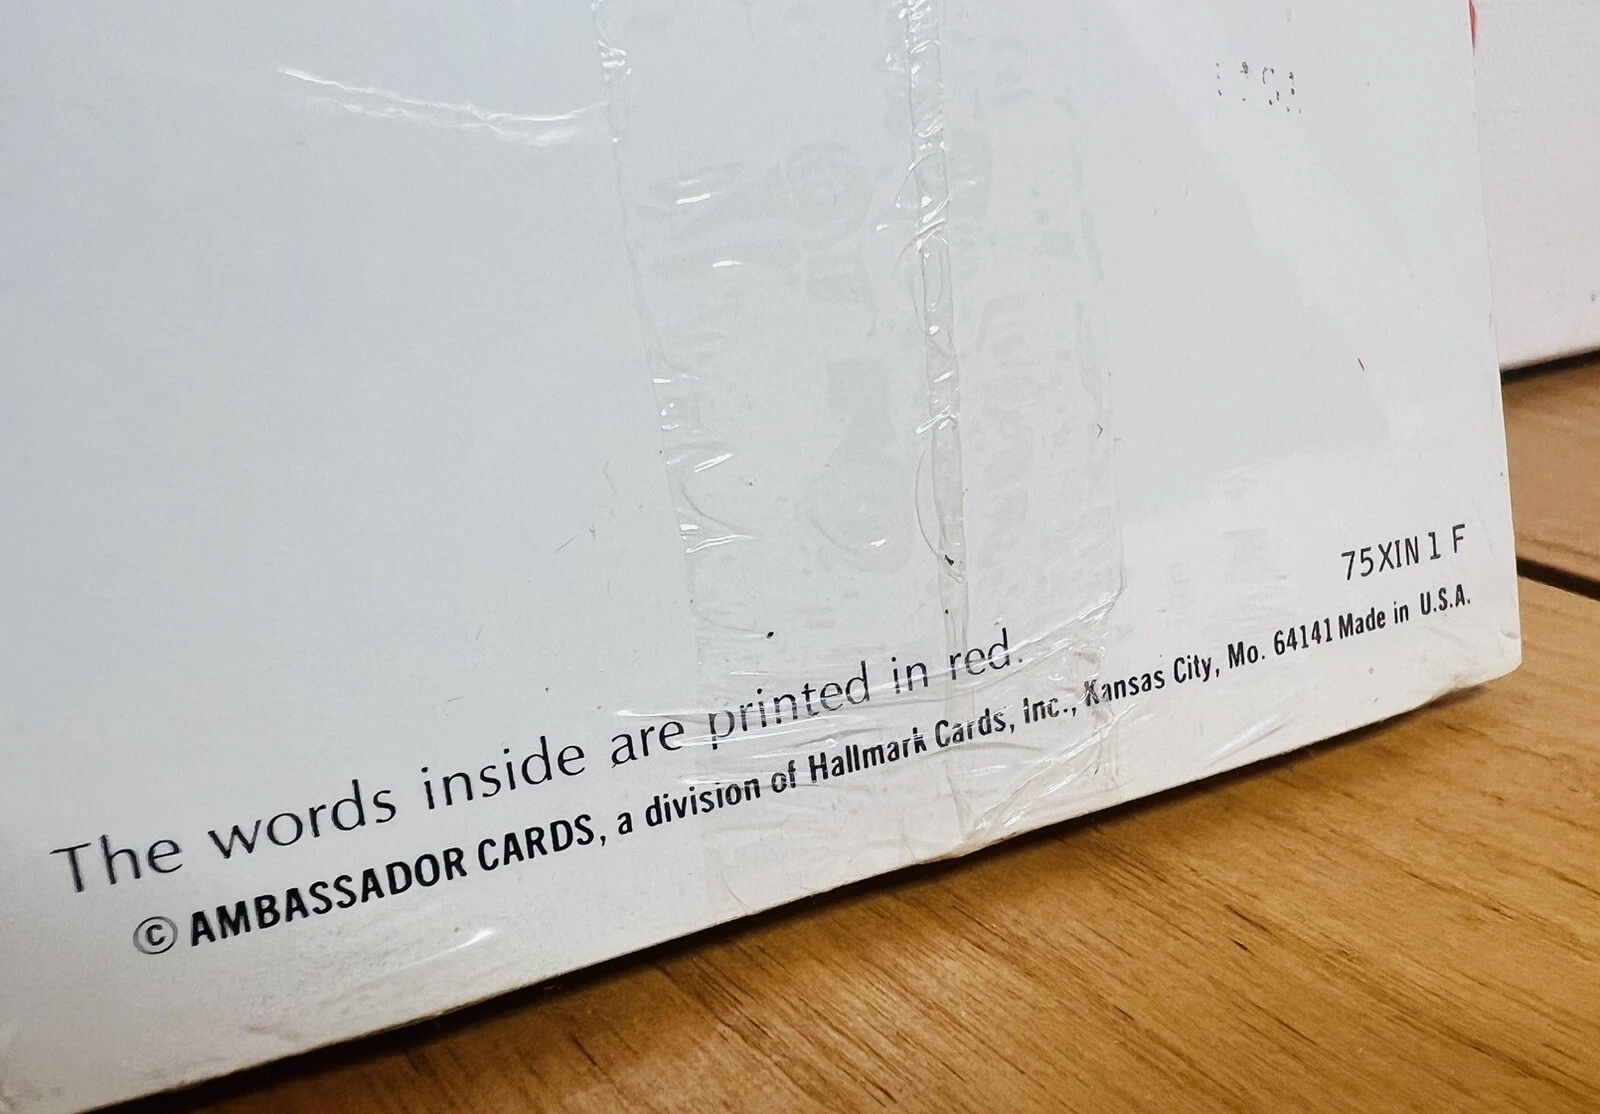 75XIN 1 F
The words inside are printed in red.
© AMBASSADOR CARDS, a division of Hallmark Cards, Inc., Kansas City, Mo. 64141 Made in U.S.A.